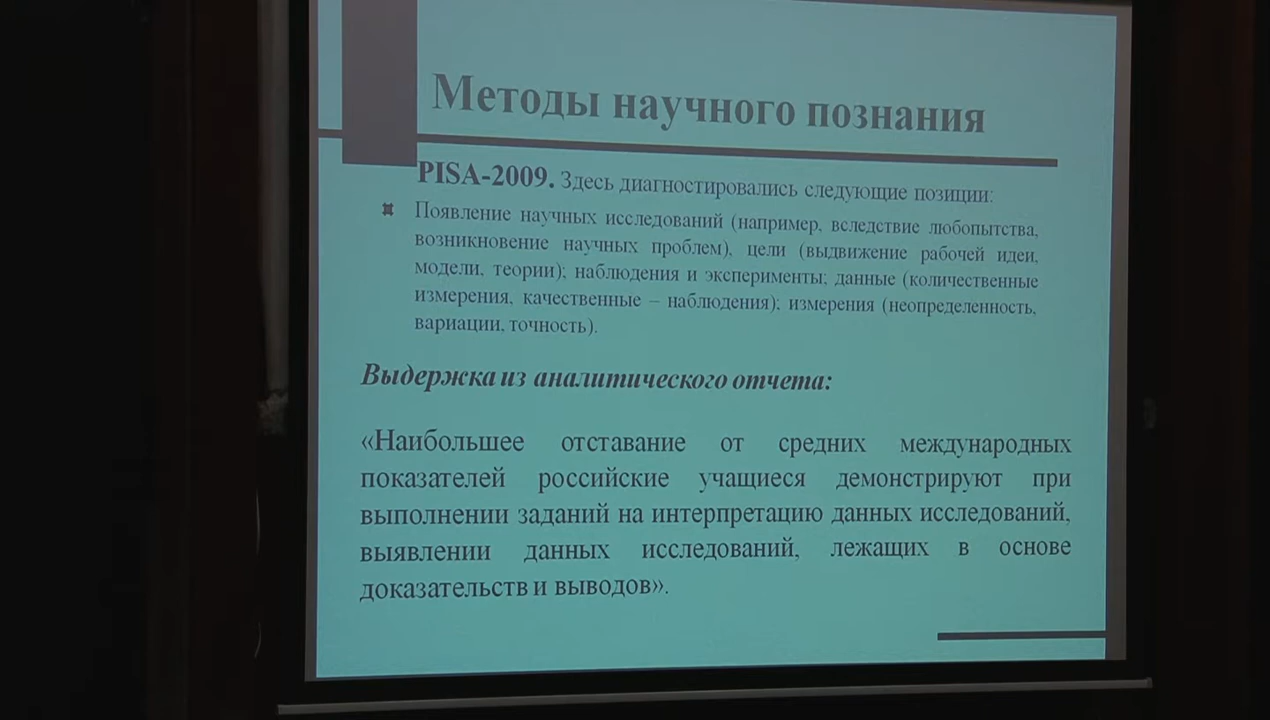 Методы научного познания
PISA-2009. Здесь диагностировались следующие позиции:
Появление научных исследований (например, вследствие любопытства,
возникновение научных проблем), цели (выдвижение рабочей идеи,
модели, теории); наблюдения и эксперименты; данные (количественные
измерения, качественные – наблюдения); измерения (неопределенность,
вариации, точность).
Выдержка из аналитического отчета:
«Наибольшее отставание от средних международных
показателей российские учащиеся демонстрируют при
выполнении заданий на интерпретацию данных исследований,
выявлении данных исследований, лежащих в основе
доказательств и выводов».